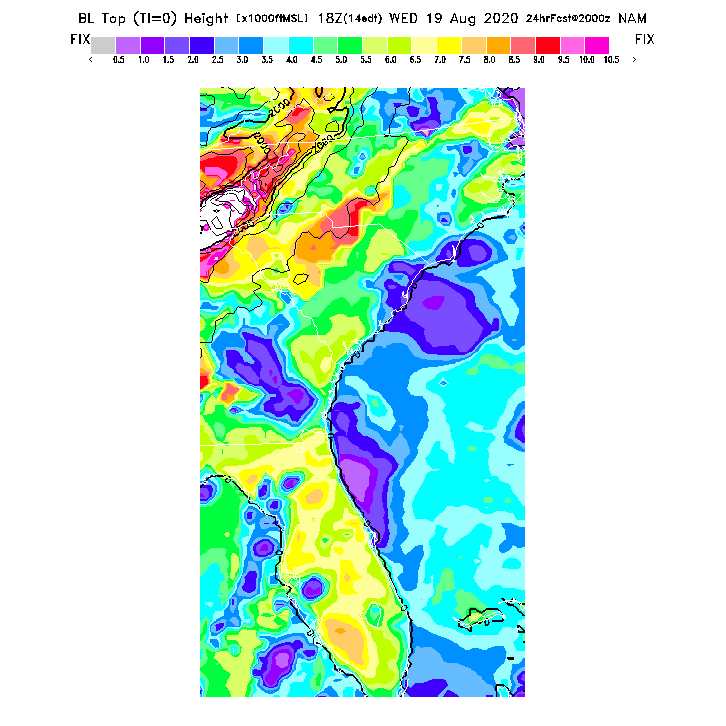 BL Top (TI=0) Height [x1000ftMSL] 18Z(14edt) WED 19 Aug 2020 24hrFcst@2000z NAM
FIX FIX
< 0.5 1.0 1.5 2.0 2.5 3.0 3.5 4.0 4.5 5.0 5.5 6.0 6.5 7.0 7.5 8.0 8.5 9.0 9.5 10.0 10.5 >
2000
2000
2000